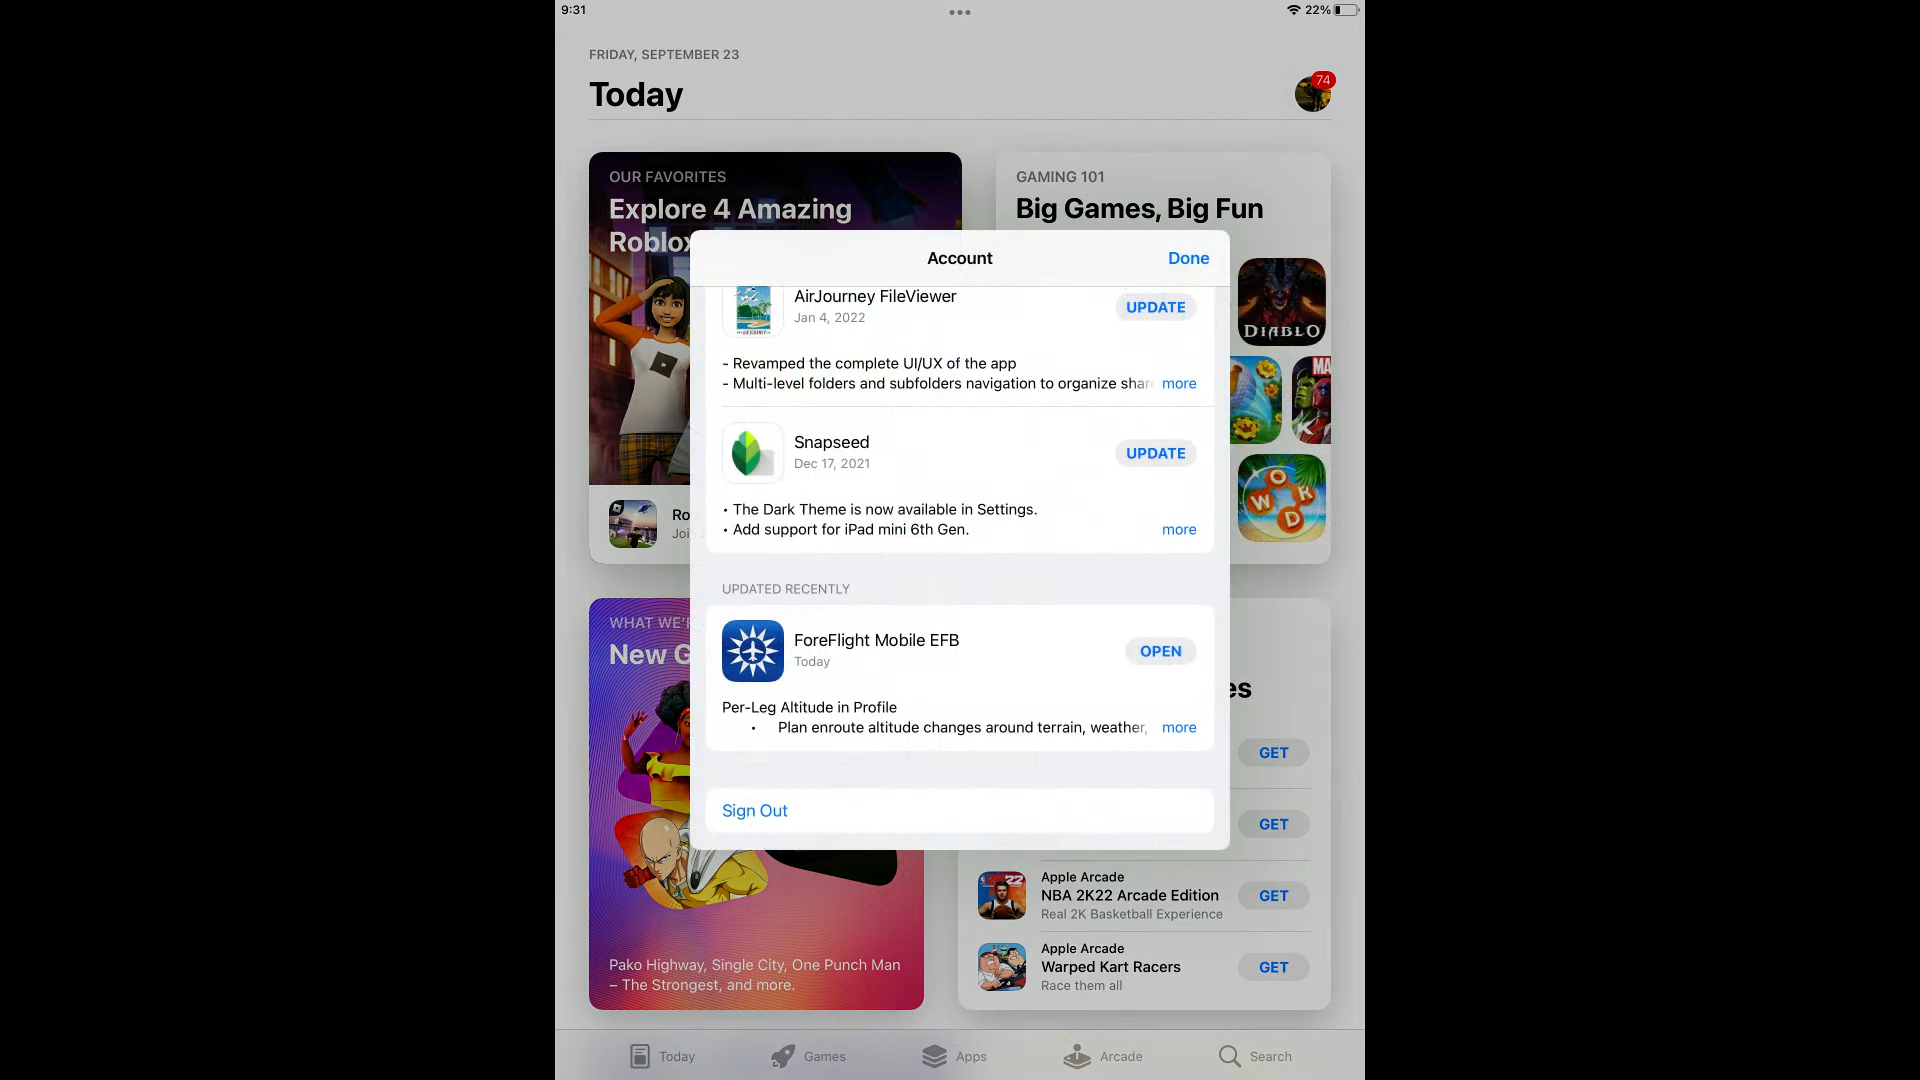 9:31
22%
FRIDAY, SEPTEMBER 23
Today
74
OUR FAVORITES
Explore 4 Amazing
Roblox
GAMING 101
Big Games, Big Fun
DIABLO
MA
K
WORD
Ro
Joi
Account
Done
AirJourney FileViewer
Jan 4, 2022
UPDATE
- Revamped the complete UI/UX of the app
- Multi-level folders and subfolders navigation to organize shar
more
Snapseed
Dec 17, 2021
UPDATE
• The Dark Theme is now available in Settings.
• Add support for iPad mini 6th Gen.
more
UPDATED RECENTLY
ForeFlight Mobile EFB
Today
OPEN
Per-Leg Altitude in Profile
• Plan enroute altitude changes around terrain, weather,
more
Sign Out
WHAT WE'R
New G
es
GET
GET
Apple Arcade
NBA 2K22 Arcade Edition
Real 2K Basketball Experience
GET
Apple Arcade
Warped Kart Racers
Race them all
GET
Pako Highway, Single City, One Punch Man
– The Strongest, and more.
Today
Games
Apps
Arcade
Search